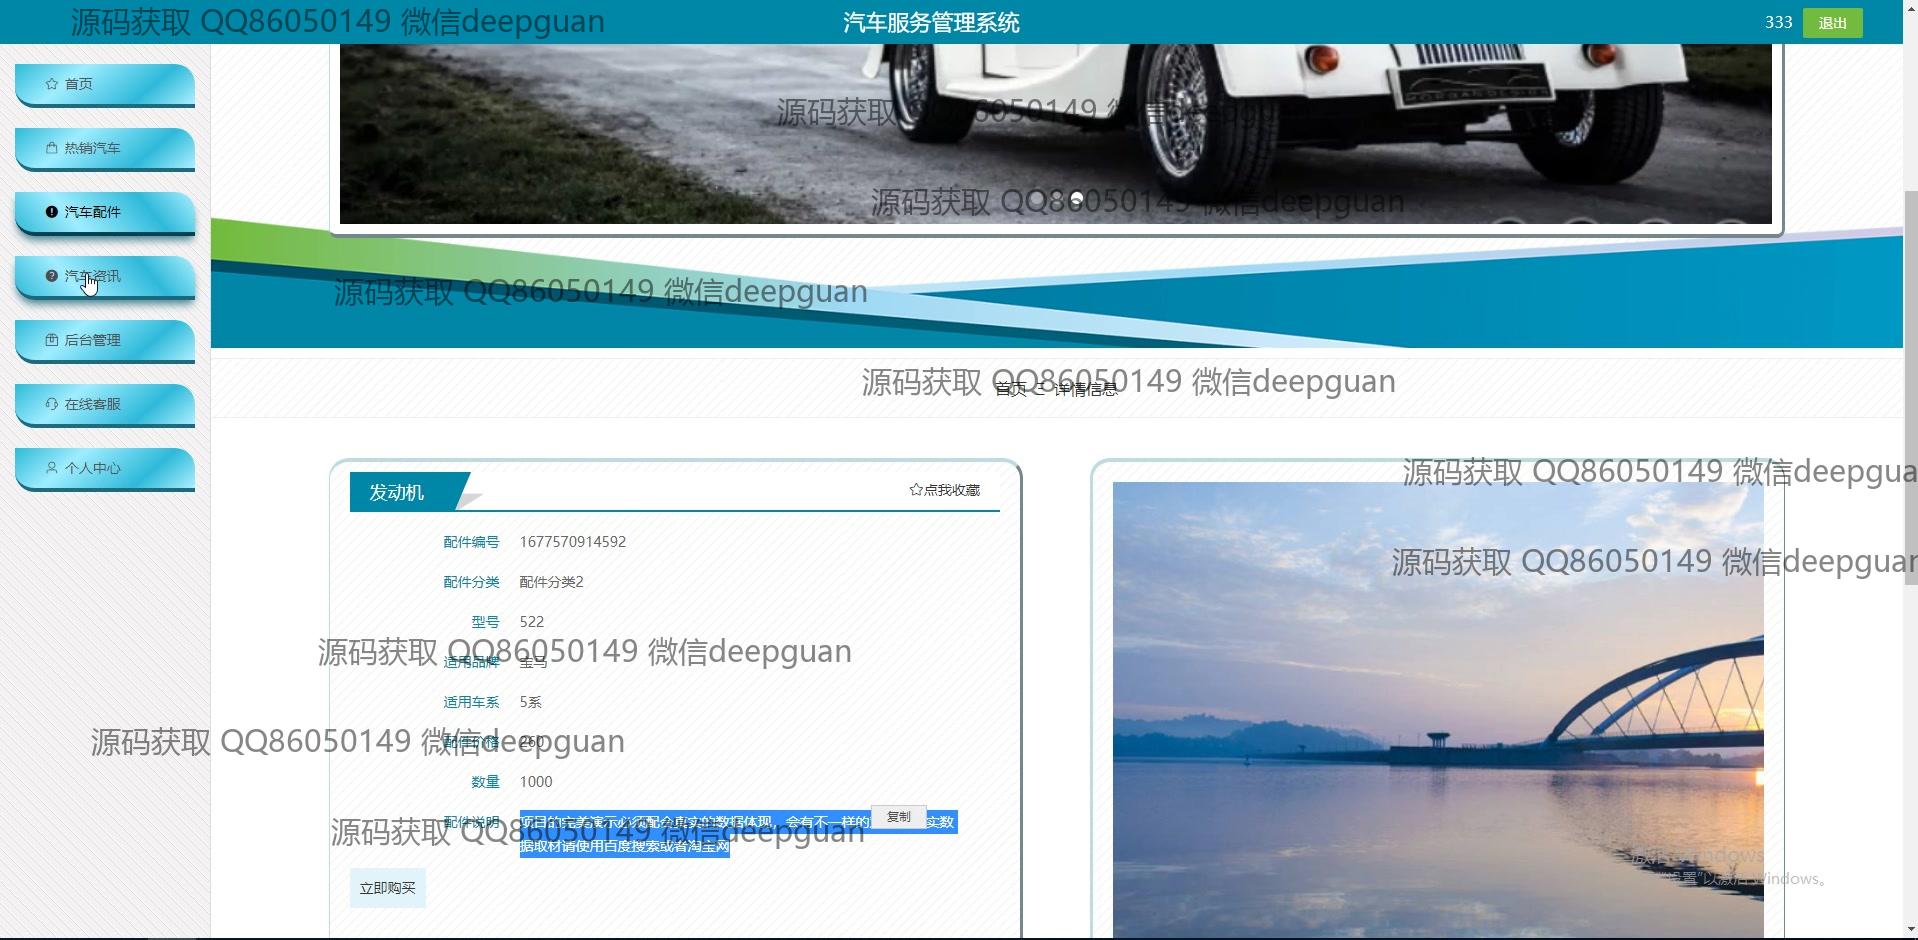 源码获取 QQ86050149 微信deepguan
汽车服务管理系统
333
退出
首页
热销汽车
汽车配件
汽车资讯
后台管理
在线客服
个人中心
源码获取 QQ86050149 微信deepguan
源码获取 QQ86050149 微信deepguan
源码获取 QQ86050149 微信deepguan
源码获取 QQ86050149 微信deepguan
首页 三 详情信息
源码获取 QQ86050149 微信deepgua
源码获取 QQ86050149 微信deepguan
发动机
点我收藏
配件编号 1677570914592
配件分类 配件分类2
型号 522
源码获取 QQ86050149 微信deepguan
适用品牌 宝马
适用车系 5系
源码获取 QQ86050149 微信deepguan
配件价格 260
数量 1000
源码获取 QQ86050149 微信deepguan
配件说明 项目的完美演示必须配合真实的数据体现，会有不一样的 实数
复制
据取材请使用百度搜索或者淘宝网
立即购买
激活 Windows
"设置"以激活 Windows。